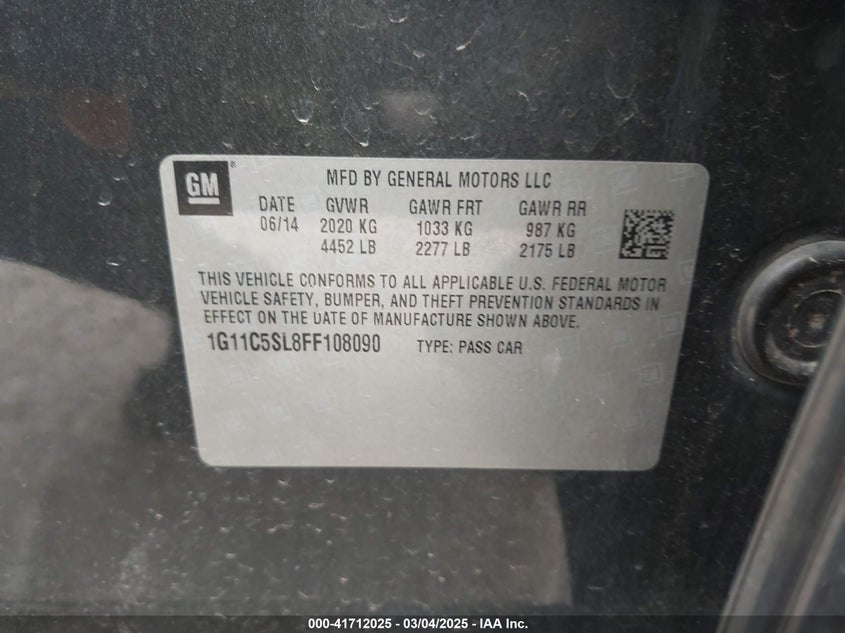 GM ®
MFD BY GENERAL MOTORS LLC
DATE GVWR GAWR FRT GAWR RR
06/14 2020 KG 1033 KG 987 KG
4452 LB 2277 LB 2175 LB
THIS VEHICLE CONFORMS TO ALL APPLICABLE U.S. FEDERAL MOTOR
VEHICLE SAFETY, BUMPER, AND THEFT PREVENTION STANDARDS IN
EFFECT ON THE DATE OF MANUFACTURE SHOWN ABOVE.
1G11C5SL8FF108090 TYPE: PASS CAR
000-41712025 - 03/04/2025 - IAA Inc.